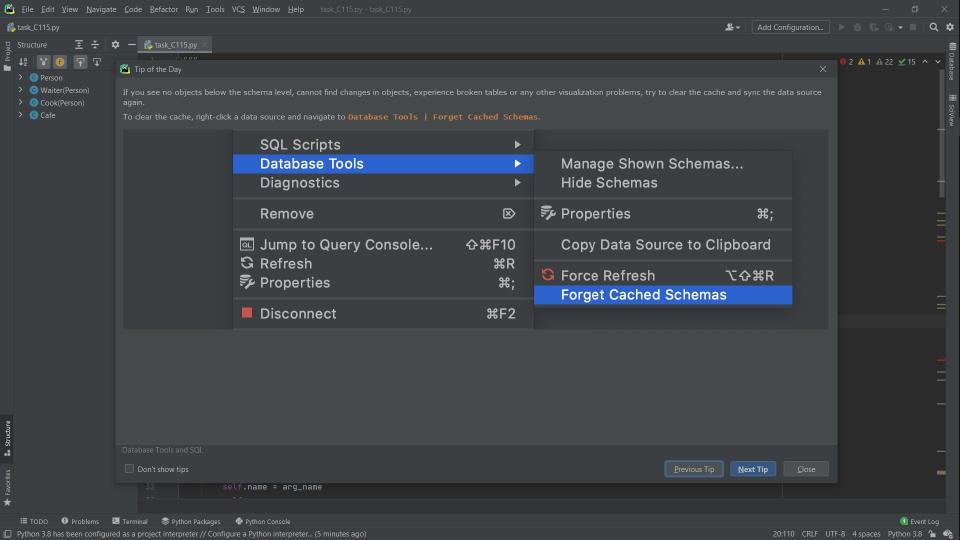 File Edit View Navigate Code Refactor Run Tools VCS Window Help task_C115.py - task_C115.py
task_C115.py
Add Configuration...
Project
Structure
task_C115.py
Person
Waiter(Person)
Cook(Person)
Cafe
2 1 22 15
Database
SciView
Tip of the Day
If you see no objects below the schema level, cannot find changes in objects, experience broken tables or any other visualization problems, try to clear the cache and sync the data source
again.
To clear the cache, right-click a data source and navigate to Database Tools | Forget Cached Schemas.
SQL Scripts
Database Tools
Diagnostics
Remove
QL Jump to Query Console... ⇧⌘F10
Refresh ⌘R
Properties ⌘;
Disconnect ⌘F2
Manage Shown Schemas...
Hide Schemas
Properties ⌘;
Copy Data Source to Clipboard
Force Refresh ⌥⇧⌘R
Forget Cached Schemas
Database Tools and SQL
Don't show tips
Previous Tip Next Tip Close
self.name = arg_name
Structure
Favorites
TODO Problems Terminal Python Packages Python Console 1 Event Log
Python 3.8 has been configured as a project interpreter // Configure a Python interpreter... (5 minutes ago) 20:110 CRLF UTF-8 4 spaces Python 3.8